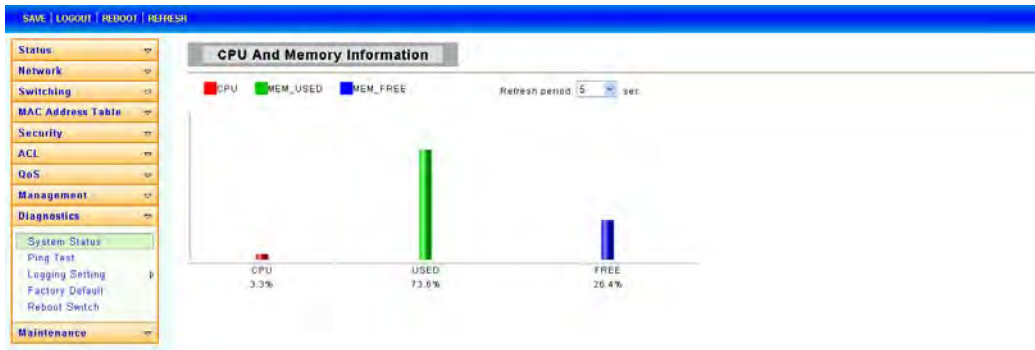 SAVE | LOGOUT | REBOOT | REFRESH
Status
Network
Switching
MAC Address Table
Security
ACL
QoS
Management
Diagnostics
System Status
Ping Test
Logging Setting
Factory Default
Reboot Switch
Maintenance
CPU And Memory Information
CPU MEM_USED MEM_FREE Refresh period 5 sec.
CPU USED FREE
3.3% 73.6% 26.4%